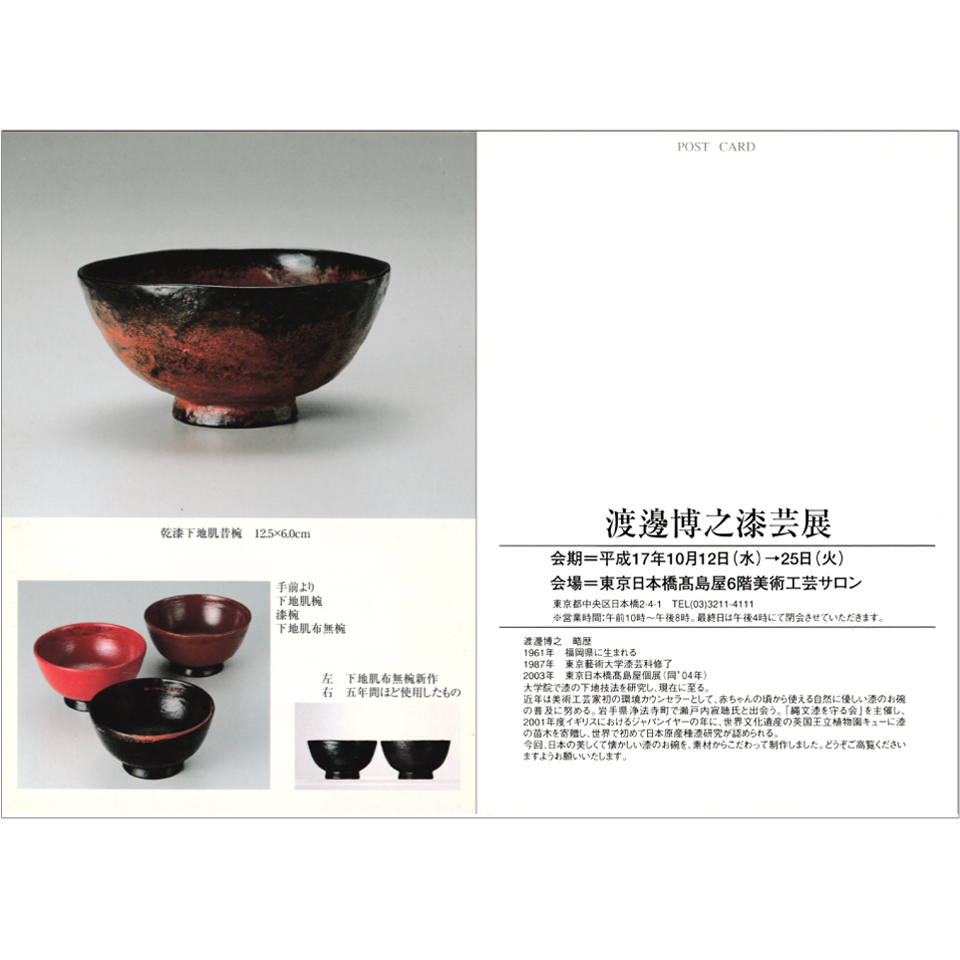 乾漆下地肌昔椀　12.5×6.0cm
手前より
下地肌椀
漆椀
下地肌布無椀
左　下地肌布無椀新作
右　五年間ほど使用したもの
POST CARD
渡邊博之漆芸展
会期＝平成17年10月12日（水）→25日（火）
会場＝東京日本橋髙島屋6階美術工芸サロン
東京都中央区日本橋2-4-1　TEL(03)3211-4111
※営業時間：午前10時〜午後8時。最終日は午後4時にて閉会させていただきます。
渡邊博之　略歴
1961年　福岡県に生まれる
1987年　東京藝術大学漆芸科修了
2003年　東京日本橋髙島屋個展（同'04年）
大学院で漆の下地技法を研究し、現在に至る。
近年は美術工芸家初の環境カウンセラーとして、赤ちゃんの頃から使える自然に優しい漆のお碗
の普及に努める。岩手県浄法寺町で瀬戸内寂聴氏と出会う。「縄文漆を守る会」を主催し、
2001年度イギリスにおけるジャパンイヤーの年に、世界文化遺産の英国王立植物園キューに漆
の苗木を寄贈し、世界で初めて日本原産種漆研究が認められる。
今回、日本の美しくて懐かしい漆のお碗を、素材からこだわって制作しました。どうぞご高覧ください
ますようお願いいたします。